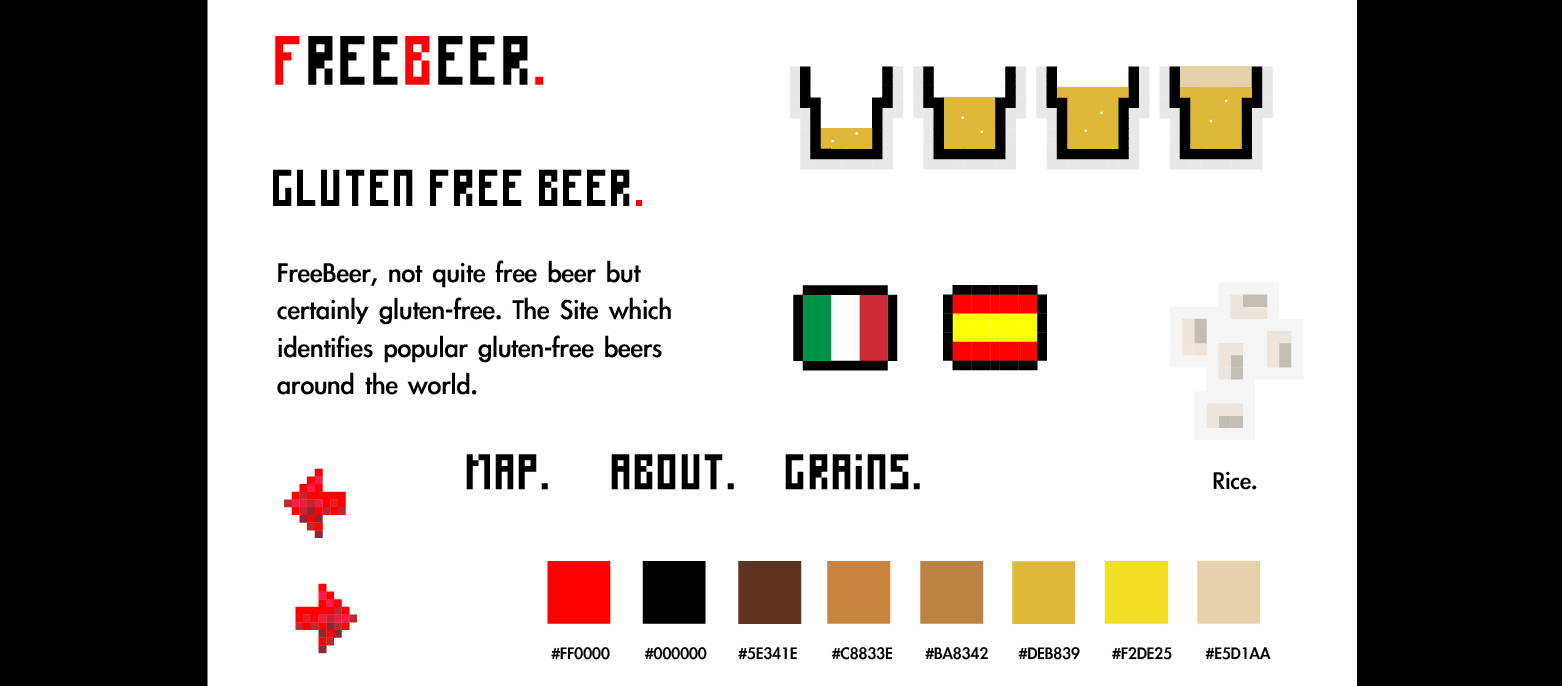 FREEBEER.
GLUTEN FREE BEER.
FreeBeer, not quite free beer but
certainly gluten-free. The Site which
identifies popular gluten-free beers
around the world.
MAP. ABOUT. GRAiNS.
Rice.
#FF0000 #000000 #5E341E #C8833E #BA8342 #DEB839 #F2DE25 #E5D1AA